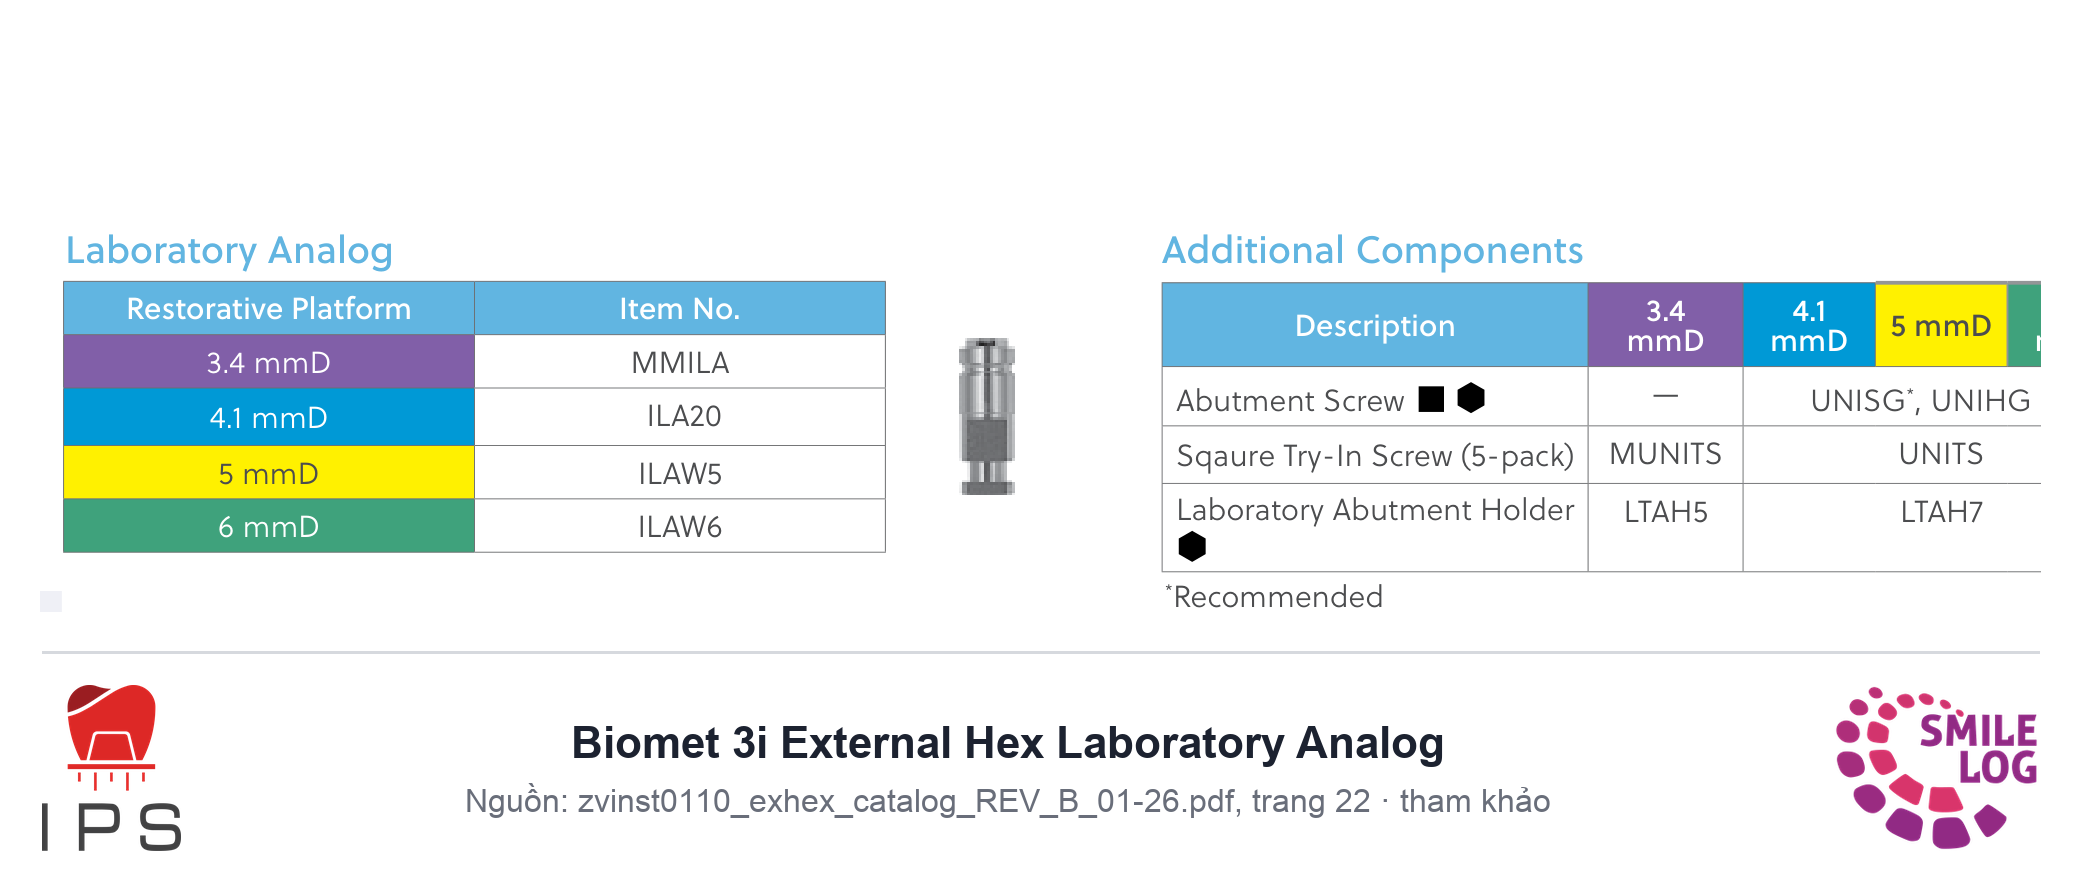 Laboratory Analog
Restorative Platform Item No.
3.4 mmD MMILA
4.1 mmD ILA20
5 mmD ILAW5
6 mmD ILAW6
Additional Components
Description 3.4 mmD 4.1 mmD 5 mmD
Abutment Screw — UNISG*, UNIHG
Sqaure Try-In Screw (5-pack) MUNITS UNITS
Laboratory Abutment Holder LTAH5 LTAH7
*Recommended
IPS
Biomet 3i External Hex Laboratory Analog
Nguồn: zvinst0110_exhex_catalog_REV_B_01-26.pdf, trang 22 · tham khảo
SMILE
LOG